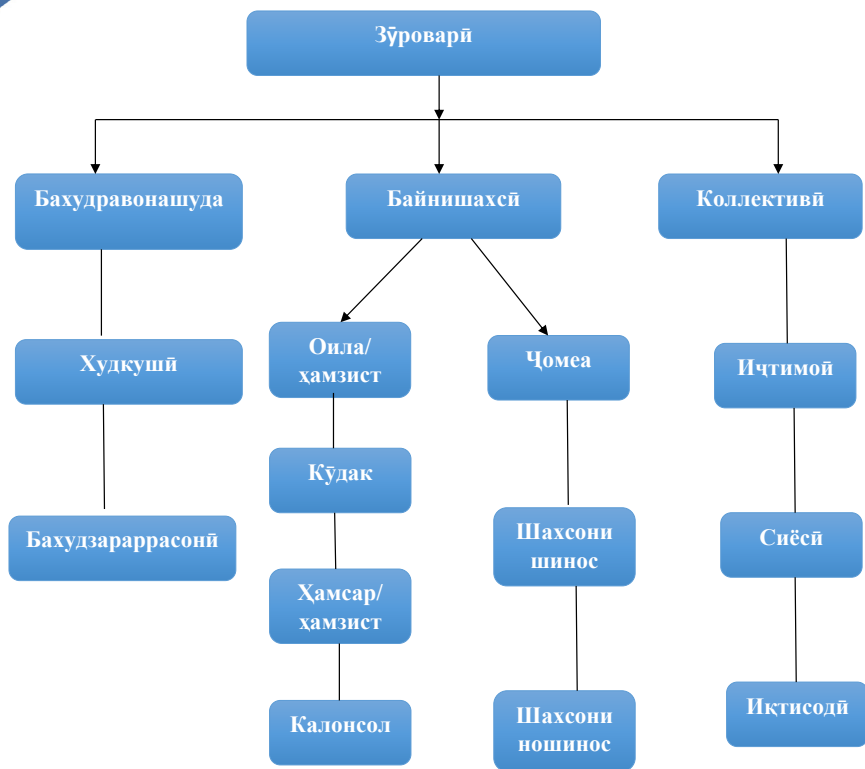 Зӯроварӣ
Бахудравонашуда
Байнишахсӣ
Коллективӣ
Худкушӣ
Оила/
ҳамзист
Ҷомеа
Иҷтимоӣ
Кӯдак
Бахудзараррасонӣ
Шахсони
шинос
Сиёсӣ
Ҳамсар/
ҳамзист
Калонсол
Шахсони
ношинос
Иқтисодӣ